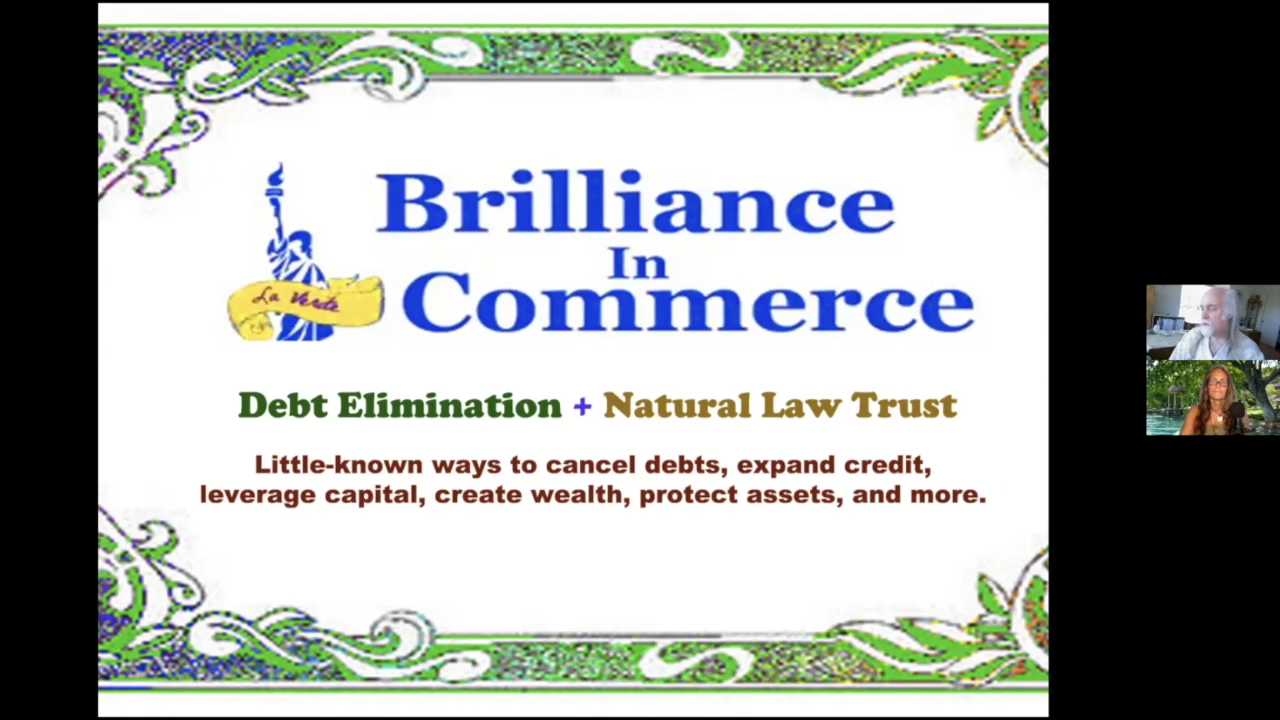 Brilliance
In
Commerce
La Verite
Debt Elimination + Natural Law Trust
Little-known ways to cancel debts, expand credit,
leverage capital, create wealth, protect assets, and more.